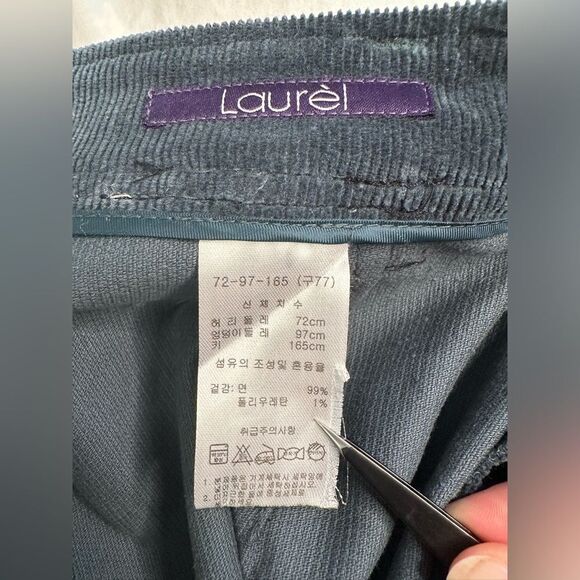 Laurèl
72-97-165 (구77)
신 체 치 수
허 리 둘 레 72cm
엉덩이둘레 97cm
키 165cm
섬유의 조성및 혼용율
겉감: 면 99%
폴리우레탄 1%
취급주의사항
1.
2.